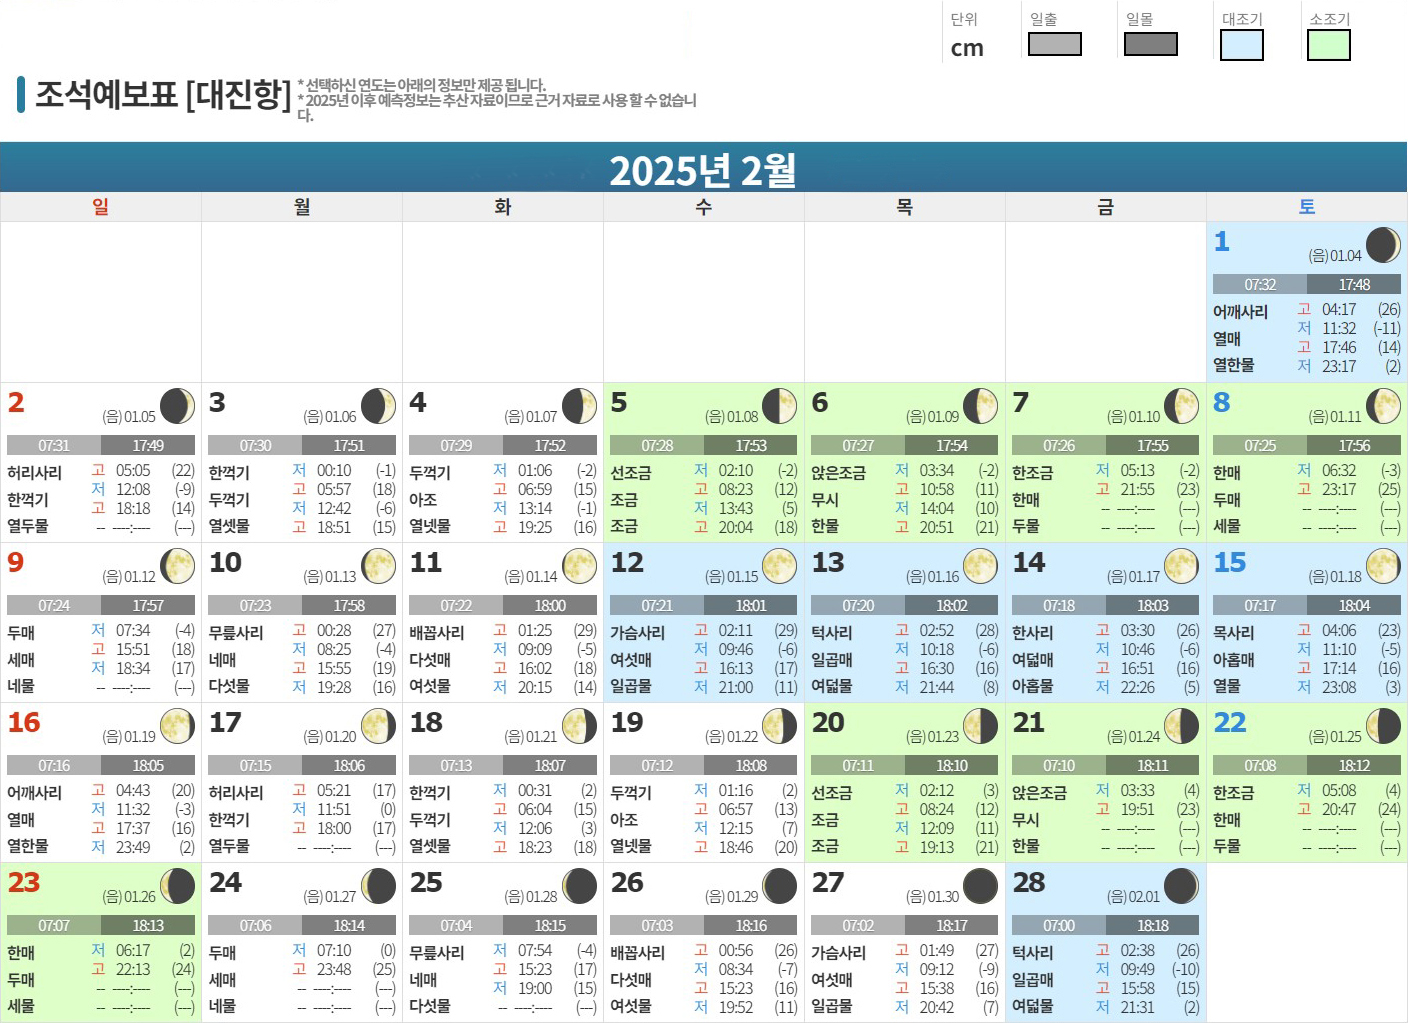 단위 일출 일몰 대조기 소조기
cm
조석예보표 [대진항]
* 선택하신 연도는 아래의 정보만 제공 됩니다.
* 2025년 이후 예측정보는 추산 자료이므로 근거 자료로 사용 할 수 없습니
다.
2025년 2월
일 월 화 수 목 금 토
1 (음) 01.04
07:32 17:48
어깨사리 열매 열한물
고 04:17 (26)
저 11:32 (-11)
고 17:46 (14)
저 23:17 (2)
2 (음) 01.05
07:31 17:49
허리사리 한꺽기 열두물
고 05:05 (22)
저 12:08 (-9)
고 18:18 (14)
-- ----:---- (---)
3 (음) 01.06
07:30 17:51
한꺽기 두꺽기 열셋물
저 00:10 (-1)
고 05:57 (18)
저 12:42 (-6)
고 18:51 (15)
4 (음) 01.07
07:29 17:52
두꺽기 아조 열넷물
저 01:06 (-2)
고 06:59 (15)
저 13:14 (-1)
고 19:25 (16)
5 (음) 01.08
07:28 17:53
선조금 조금 조금
저 02:10 (-2)
고 08:23 (12)
저 13:43 (5)
고 20:04 (18)
6 (음) 01.09
07:27 17:54
앉은조금 무시 한물
저 03:34 (-2)
고 10:58 (11)
저 14:04 (10)
고 20:51 (21)
7 (음) 01.10
07:26 17:55
한조금 한매 두물
저 05:13 (-2)
고 21:55 (23)
-- ----:---- (---)
-- ----:---- (---)
8 (음) 01.11
07:25 17:56
한매 두매 세물
저 06:32 (-3)
고 23:17 (25)
-- ----:---- (---)
-- ----:---- (---)
9 (음) 01.12
07:24 17:57
두매 세매 네물
저 07:34 (-4)
고 15:51 (18)
저 18:34 (17)
-- ----:---- (---)
10 (음) 01.13
07:23 17:58
무릎사리 네매 다섯물
고 00:28 (27)
저 08:25 (-4)
고 15:55 (19)
저 19:28 (16)
11 (음) 01.14
07:22 18:00
배꼽사리 다섯매 여섯물
고 01:25 (29)
저 09:09 (-5)
고 16:02 (18)
저 20:15 (14)
12 (음) 01.15
07:21 18:01
가슴사리 여섯매 일곱물
고 02:11 (29)
저 09:46 (-6)
고 16:13 (17)
저 21:00 (11)
13 (음) 01.16
07:20 18:02
턱사리 일곱매 여덟물
고 02:52 (28)
저 10:18 (-6)
고 16:30 (16)
저 21:44 (8)
14 (음) 01.17
07:18 18:03
한사리 여덟매 아홉물
고 03:30 (26)
저 10:46 (-6)
고 16:51 (16)
저 22:26 (5)
15 (음) 01.18
07:17 18:04
목사리 아홉매 열물
고 04:06 (23)
저 11:10 (-5)
고 17:14 (16)
저 23:08 (3)
16 (음) 01.19
07:16 18:05
어깨사리 열매 열한물
고 04:43 (20)
저 11:32 (-3)
고 17:37 (16)
저 23:49 (2)
17 (음) 01.20
07:15 18:06
허리사리 한꺽기 열두물
고 05:21 (17)
저 11:51 (0)
고 18:00 (17)
-- ----:---- (---)
18 (음) 01.21
07:13 18:07
한꺽기 두꺽기 열셋물
저 00:31 (2)
고 06:04 (15)
저 12:06 (3)
고 18:23 (18)
19 (음) 01.22
07:12 18:08
두꺽기 아조 열넷물
저 01:16 (2)
고 06:57 (13)
저 12:15 (7)
고 18:46 (20)
20 (음) 01.23
07:11 18:10
선조금 조금 조금
저 02:12 (3)
고 08:24 (12)
저 12:09 (11)
고 19:13 (21)
21 (음) 01.24
07:10 18:11
앉은조금 무시 한물
저 03:33 (4)
고 19:51 (23)
-- ----:---- (---)
-- ----:---- (---)
22 (음) 01.25
07:08 18:12
한조금 한매 두물
저 05:08 (4)
고 20:47 (24)
-- ----:---- (---)
-- ----:---- (---)
23 (음) 01.26
07:07 18:13
한매 두매 세물
저 06:17 (2)
고 22:13 (24)
-- ----:---- (---)
-- ----:---- (---)
24 (음) 01.27
07:06 18:14
두매 세매 네물
저 07:10 (0)
고 23:48 (25)
-- ----:---- (---)
-- ----:---- (---)
25 (음) 01.28
07:04 18:15
무릎사리 네매 다섯물
저 07:54 (-4)
고 15:23 (17)
저 19:00 (15)
-- ----:---- (---)
26 (음) 01.29
07:03 18:16
배꼽사리 다섯매 여섯물
고 00:56 (26)
저 08:34 (-7)
고 15:23 (16)
저 19:52 (11)
27 (음) 01.30
07:02 18:17
가슴사리 여섯매 일곱물
고 01:49 (27)
저 09:12 (-9)
고 15:38 (16)
저 20:42 (7)
28 (음) 02.01
07:00 18:18
턱사리 일곱매 여덟물
고 02:38 (26)
저 09:49 (-10)
고 15:58 (15)
저 21:31 (2)